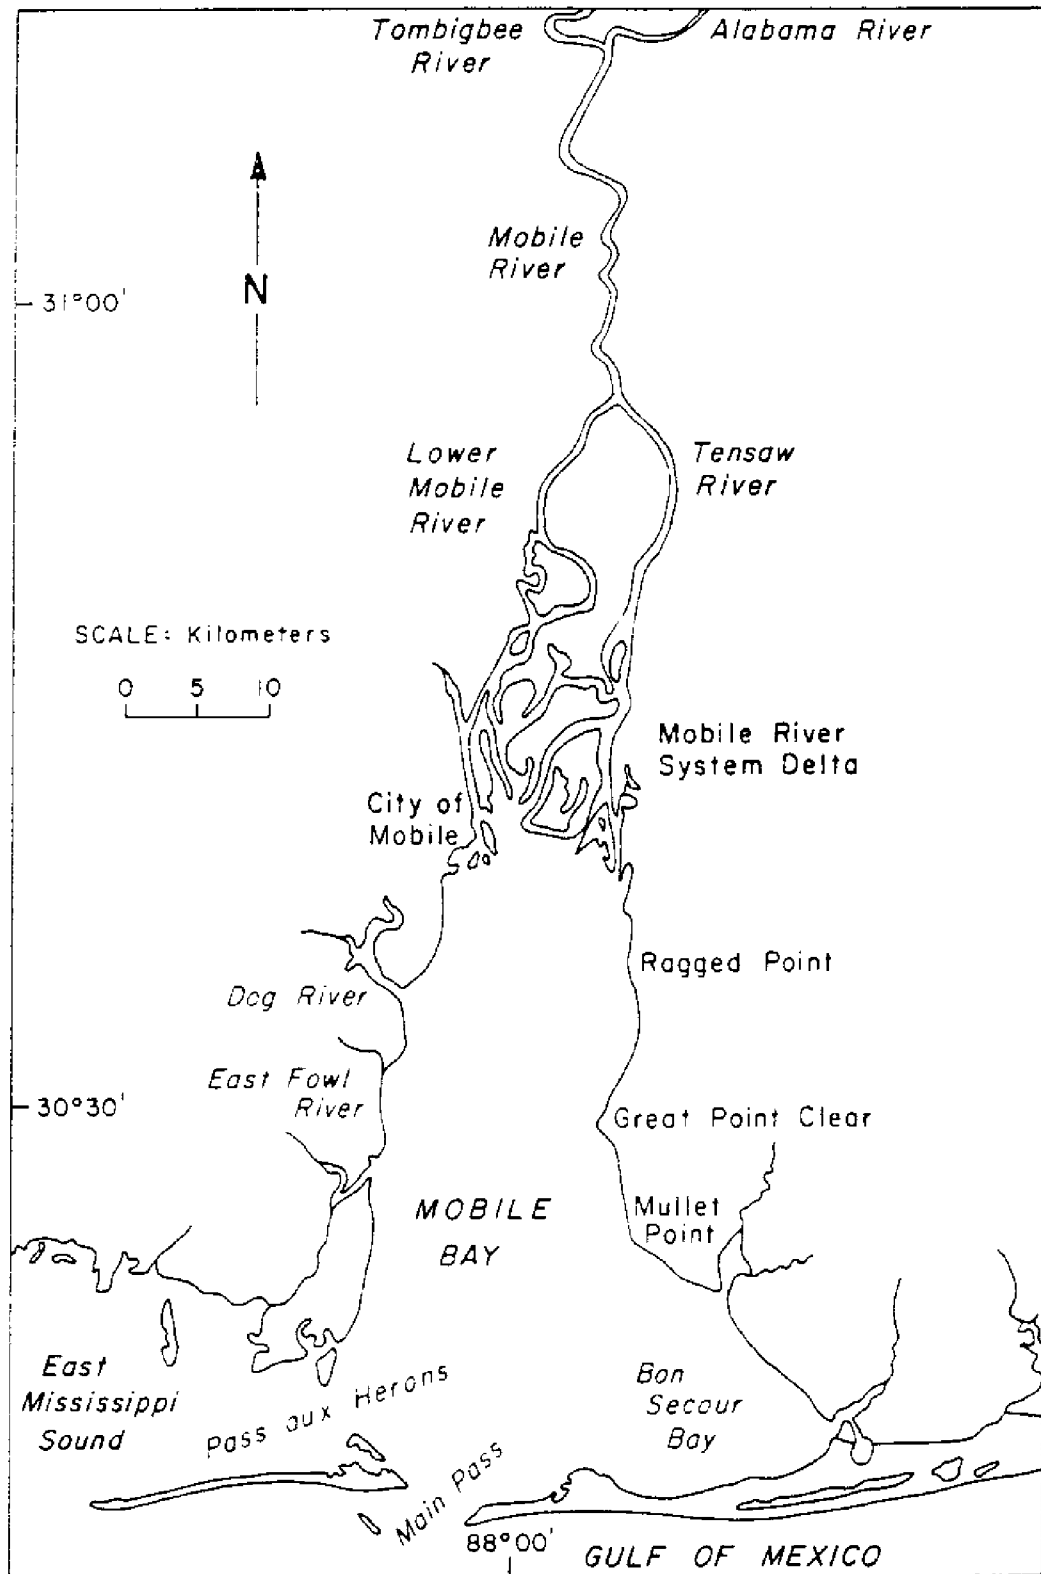 Tombigbee
River
Alabama River
Mobile
River
N
31°00'
Lower
Mobile
River
Tensaw
River
SCALE: Kilometers
0 5 10
Mobile River
System Delta
City of
Mobile
Ragged Point
Dog River
East Fowl
River
30°30'
Great Point Clear
Mullet
Point
MOBILE
BAY
East
Mississippi
Sound
Pass aux Herons
Bon
Secour
Bay
Main Pass
88°00'
GULF OF MEXICO